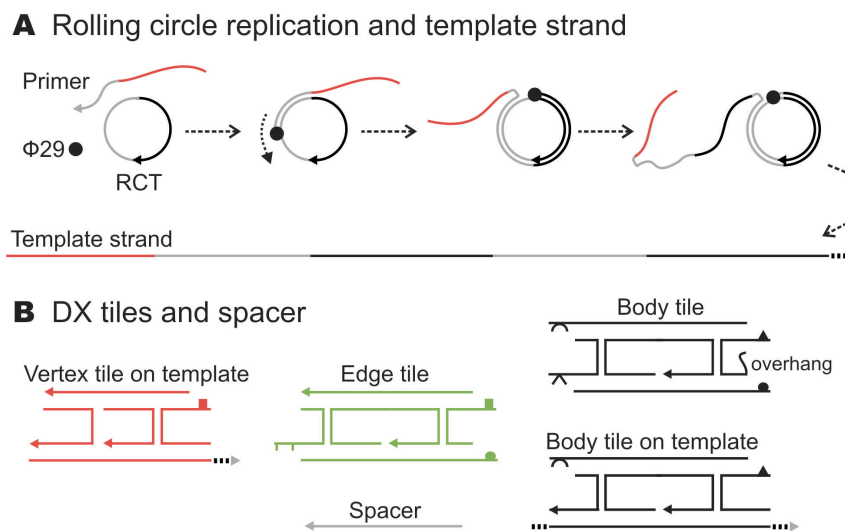 A Rolling circle replication and template strand
Primer
Φ29
RCT
Template strand
B DX tiles and spacer
Body tile
overhang
Vertex tile on template
Edge tile
Body tile on template
Spacer